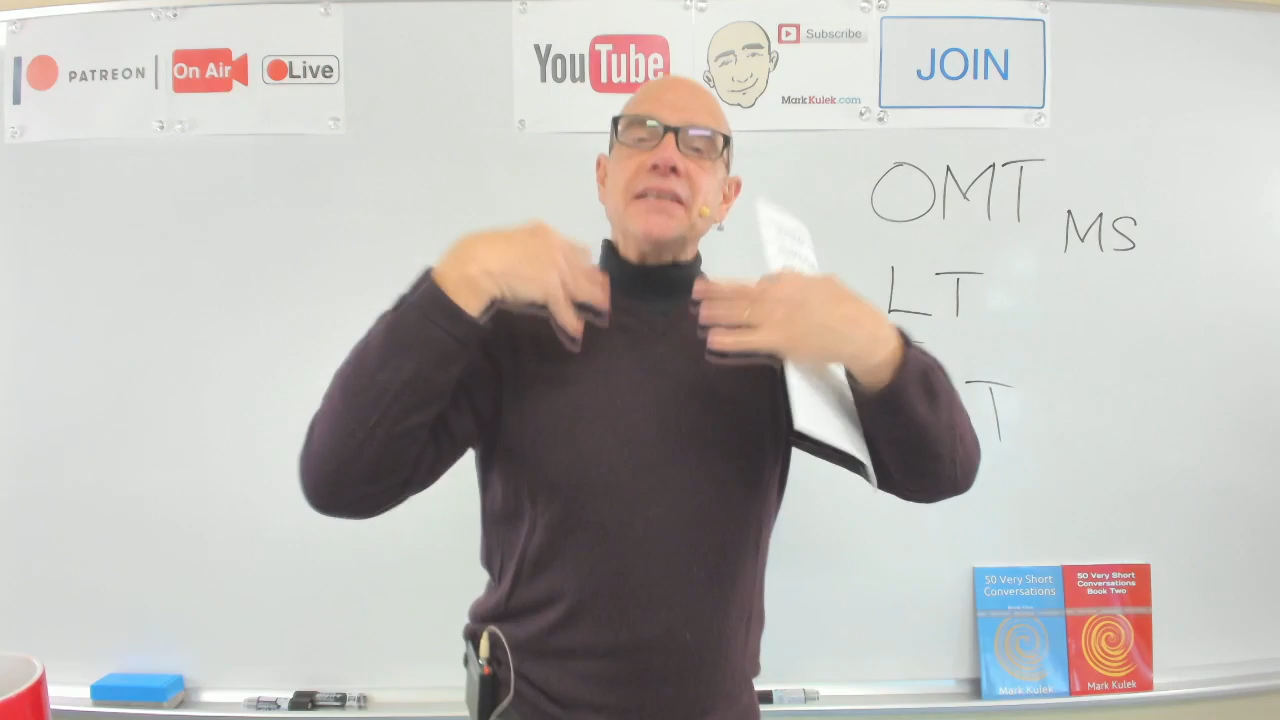 PATREON
On Air
Live
YouTube
Subscribe
MarkKulek.com
JOIN
OMT
MS
LT
T
50 Very Short
Conversations
Mark Kulek
50 Very Short
Conversations
Book Two
Mark Kulek